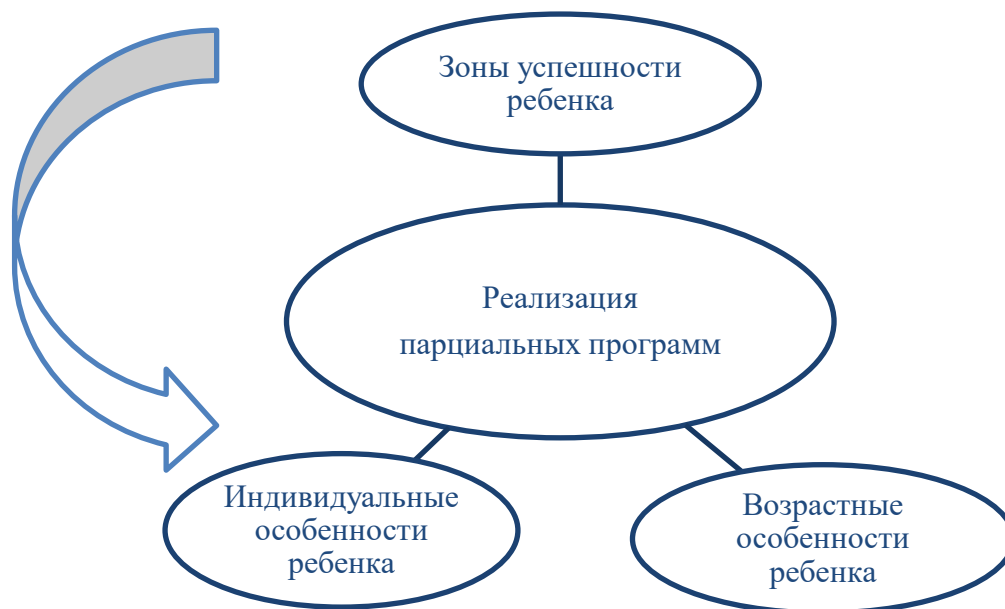 Зоны успешности
ребенка
Реализация
парциальных программ
Индивидуальные
особенности
ребенка
Возрастные
особенности
ребенка